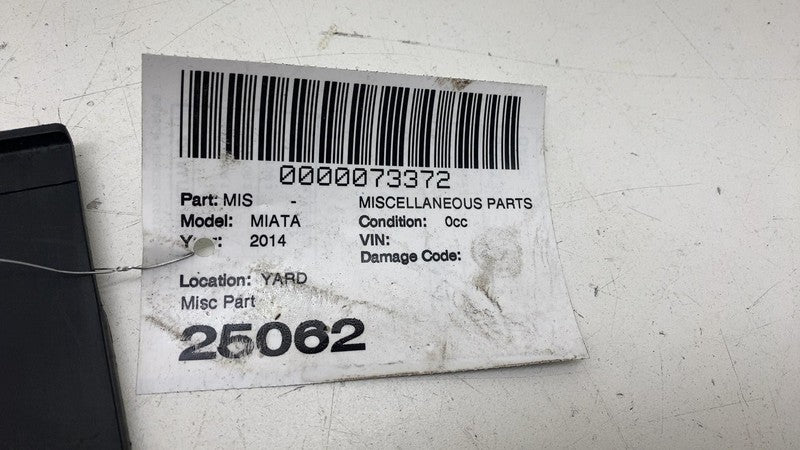 0000073372
Part: MIS - MISCELLANEOUS PARTS
Model: MIATA Condition: 0cc
2014 VIN:
Damage Code:
Location: YARD
Misc Part
25062